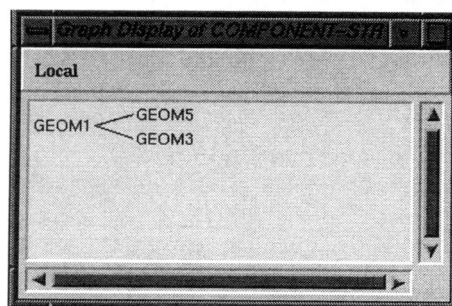 Graph Display of COMPONENT-STR
Local
GEOM5
GEOM1
GEOM3